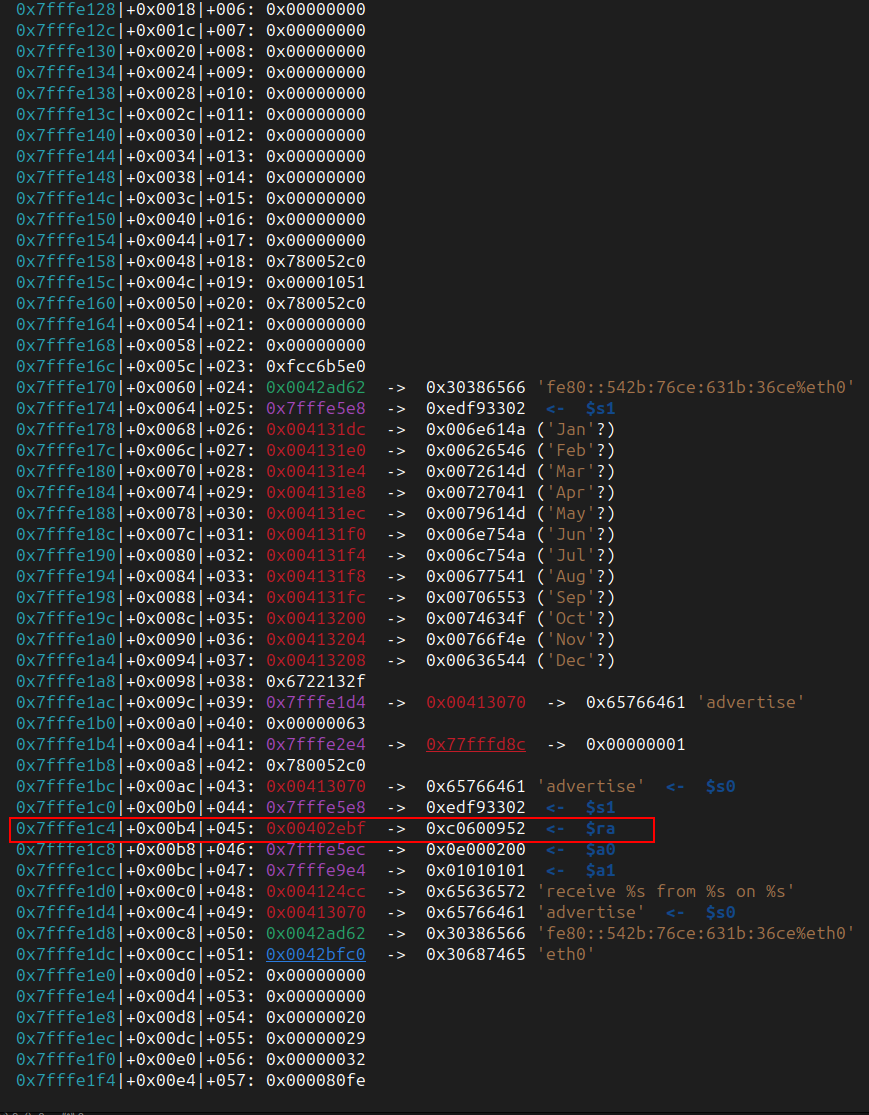 0x7fffe128|+0x0018|+006: 0x00000000
0x7fffe12c|+0x001c|+007: 0x00000000
0x7fffe130|+0x0020|+008: 0x00000000
0x7fffe134|+0x0024|+009: 0x00000000
0x7fffe138|+0x0028|+010: 0x00000000
0x7fffe13c|+0x002c|+011: 0x00000000
0x7fffe140|+0x0030|+012: 0x00000000
0x7fffe144|+0x0034|+013: 0x00000000
0x7fffe148|+0x0038|+014: 0x00000000
0x7fffe14c|+0x003c|+015: 0x00000000
0x7fffe150|+0x0040|+016: 0x00000000
0x7fffe154|+0x0044|+017: 0x00000000
0x7fffe158|+0x0048|+018: 0x780052c0
0x7fffe15c|+0x004c|+019: 0x00001051
0x7fffe160|+0x0050|+020: 0x780052c0
0x7fffe164|+0x0054|+021: 0x00000000
0x7fffe168|+0x0058|+022: 0x00000000
0x7fffe16c|+0x005c|+023: 0xfcc6b5e0
0x7fffe170|+0x0060|+024: 0x0042ad62  ->  0x30386566 'fe80::542b:76ce:631b:36ce%eth0'
0x7fffe174|+0x0064|+025: 0x7fffe5e8  ->  0xedf93302  <-  $s1
0x7fffe178|+0x0068|+026: 0x004131dc  ->  0x006e614a ('Jan'?)
0x7fffe17c|+0x006c|+027: 0x004131e0  ->  0x00626546 ('Feb'?)
0x7fffe180|+0x0070|+028: 0x004131e4  ->  0x0072614d ('Mar'?)
0x7fffe184|+0x0074|+029: 0x004131e8  ->  0x00727041 ('Apr'?)
0x7fffe188|+0x0078|+030: 0x004131ec  ->  0x0079614d ('May'?)
0x7fffe18c|+0x007c|+031: 0x004131f0  ->  0x006e754a ('Jun'?)
0x7fffe190|+0x0080|+032: 0x004131f4  ->  0x006c754a ('Jul'?)
0x7fffe194|+0x0084|+033: 0x004131f8  ->  0x00677541 ('Aug'?)
0x7fffe198|+0x0088|+034: 0x004131fc  ->  0x00706553 ('Sep'?)
0x7fffe19c|+0x008c|+035: 0x00413200  ->  0x0074634f ('Oct'?)
0x7fffe1a0|+0x0090|+036: 0x00413204  ->  0x00766f4e ('Nov'?)
0x7fffe1a4|+0x0094|+037: 0x00413208  ->  0x00636544 ('Dec'?)
0x7fffe1a8|+0x0098|+038: 0x6722132f
0x7fffe1ac|+0x009c|+039: 0x7fffe1d4  ->  0x00413070  ->  0x65766461 'advertise'
0x7fffe1b0|+0x00a0|+040: 0x00000063
0x7fffe1b4|+0x00a4|+041: 0x7fffe2e4  ->  0x77fffd8c  ->  0x00000001
0x7fffe1b8|+0x00a8|+042: 0x780052c0
0x7fffe1bc|+0x00ac|+043: 0x00413070  ->  0x65766461 'advertise'  <-  $s0
0x7fffe1c0|+0x00b0|+044: 0x7fffe5e8  ->  0xedf93302  <-  $s1
0x7fffe1c4|+0x00b4|+045: 0x00402ebf  ->  0xc0600952  <-  $ra
0x7fffe1c8|+0x00b8|+046: 0x7fffe5ec  ->  0x0e000200  <-  $a0
0x7fffe1cc|+0x00bc|+047: 0x7fffe9e4  ->  0x01010101  <-  $a1
0x7fffe1d0|+0x00c0|+048: 0x004124cc  ->  0x65636572 'receive %s from %s on %s'
0x7fffe1d4|+0x00c4|+049: 0x00413070  ->  0x65766461 'advertise'  <-  $s0
0x7fffe1d8|+0x00c8|+050: 0x0042ad62  ->  0x30386566 'fe80::542b:76ce:631b:36ce%eth0'
0x7fffe1dc|+0x00cc|+051: 0x0042bfc0  ->  0x30687465 'eth0'
0x7fffe1e0|+0x00d0|+052: 0x00000000
0x7fffe1e4|+0x00d4|+053: 0x00000000
0x7fffe1e8|+0x00d8|+054: 0x00000020
0x7fffe1ec|+0x00dc|+055: 0x00000029
0x7fffe1f0|+0x00e0|+056: 0x00000032
0x7fffe1f4|+0x00e4|+057: 0x000080fe